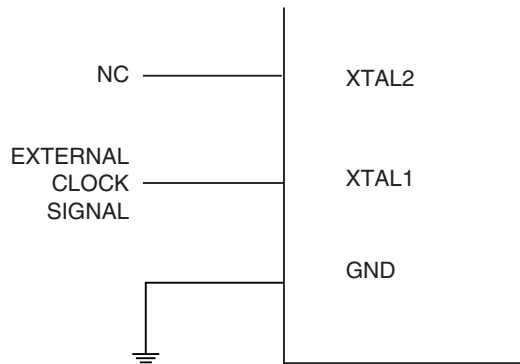 NC
XTAL2
EXTERNAL
CLOCK
SIGNAL
XTAL1
GND